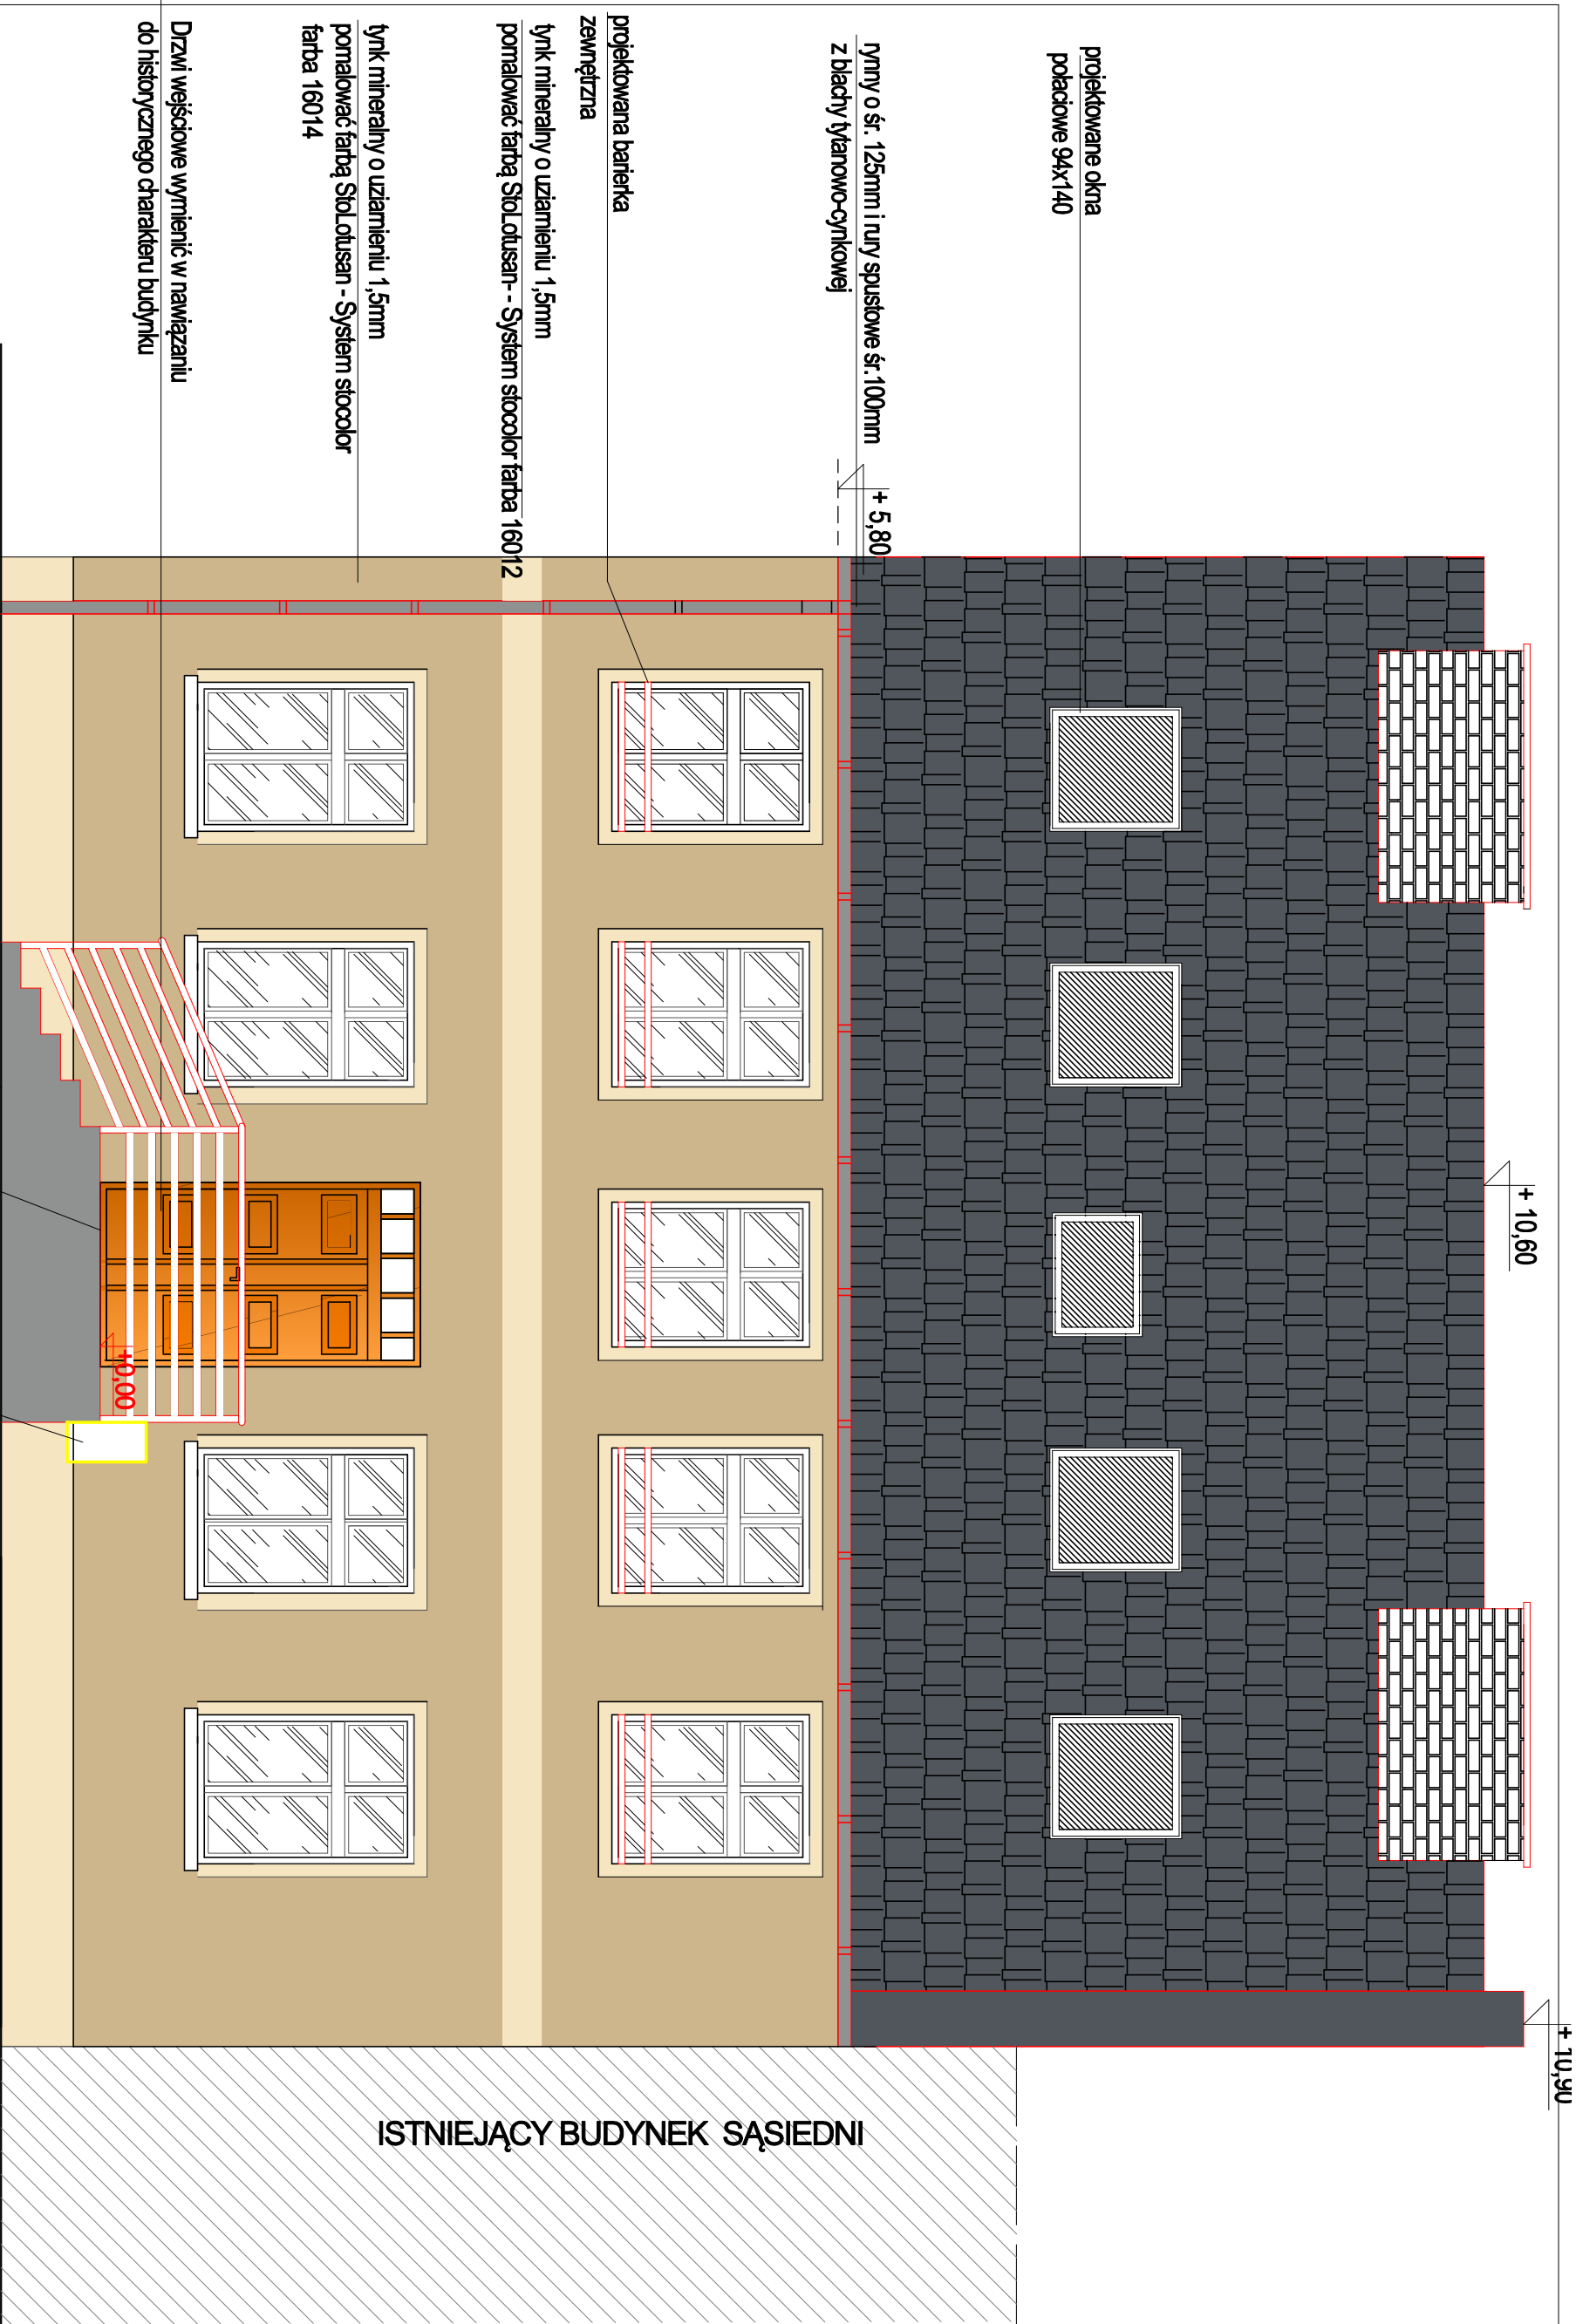 + 10,90
+ 10,60
projektowane okna
połaciowe 94x140
rynny o śr. 125mm i rury spustowe śr.100mm
z blachy tytanowo-cynkowej
+ 5,80
projektowana barierka
zewnętrzna
tynk mineralny o uziarnieniu 1,5mm
pomalować farbą StoLotusan-- System stocolor farba 16012
tynk mineralny o uziarnieniu 1,5mm
pomalować farbą StoLotusan - System stocolor
farba 16014
Drzwi wejściowe wymienić w nawiązaniu
do historycznego charakteru budynku
+0,00
ISTNIEJĄCY BUDYNEK SĄSIEDNI